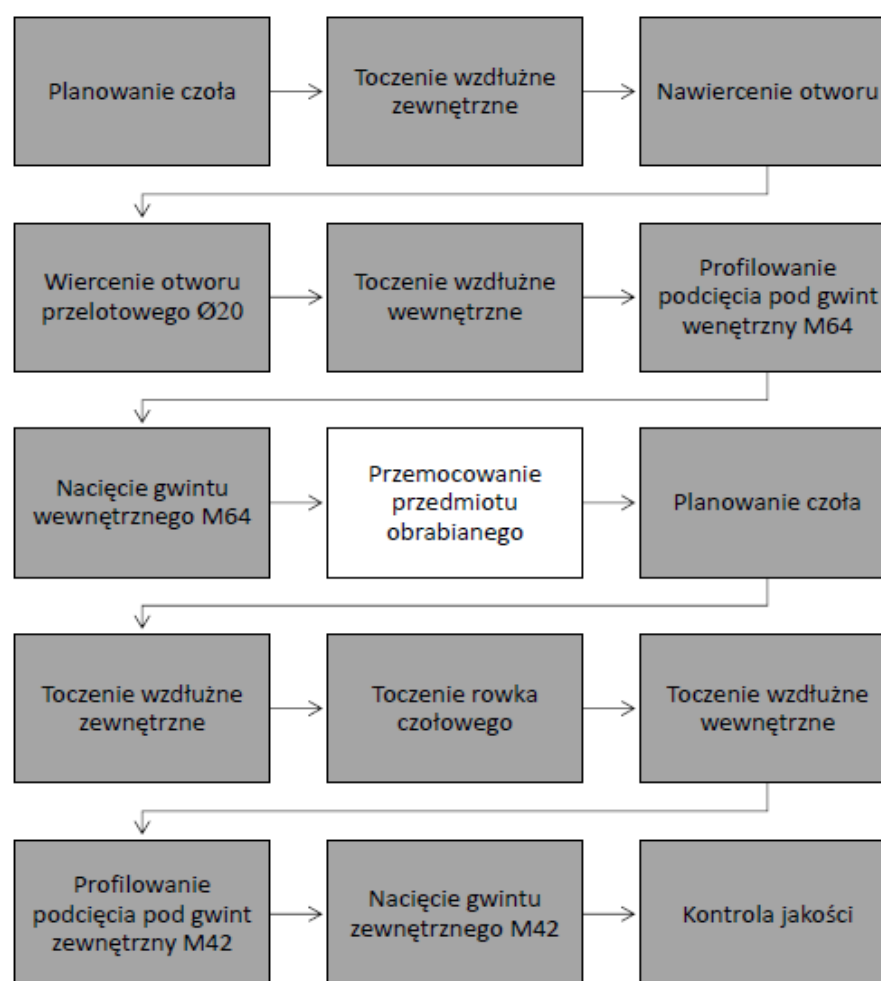 Planowanie czoła
Toczenie wzdłużne
zewnętrzne
Nawiercenie otworu
Wiercenie otworu
przelotowego Ø20
Toczenie wzdłużne
wewnętrzne
Profilowanie
podcięcia pod gwint
wenętrzny M64
Nacięcie gwintu
wewnętrznego M64
Przemocowanie
przedmiotu
obrabianego
Planowanie czoła
Toczenie wzdłużne
zewnętrzne
Toczenie rowka
czołowego
Toczenie wzdłużne
wewnętrzne
Profilowanie
podcięcia pod gwint
zewnętrzny M42
Nacięcie gwintu
zewnętrznego M42
Kontrola jakości